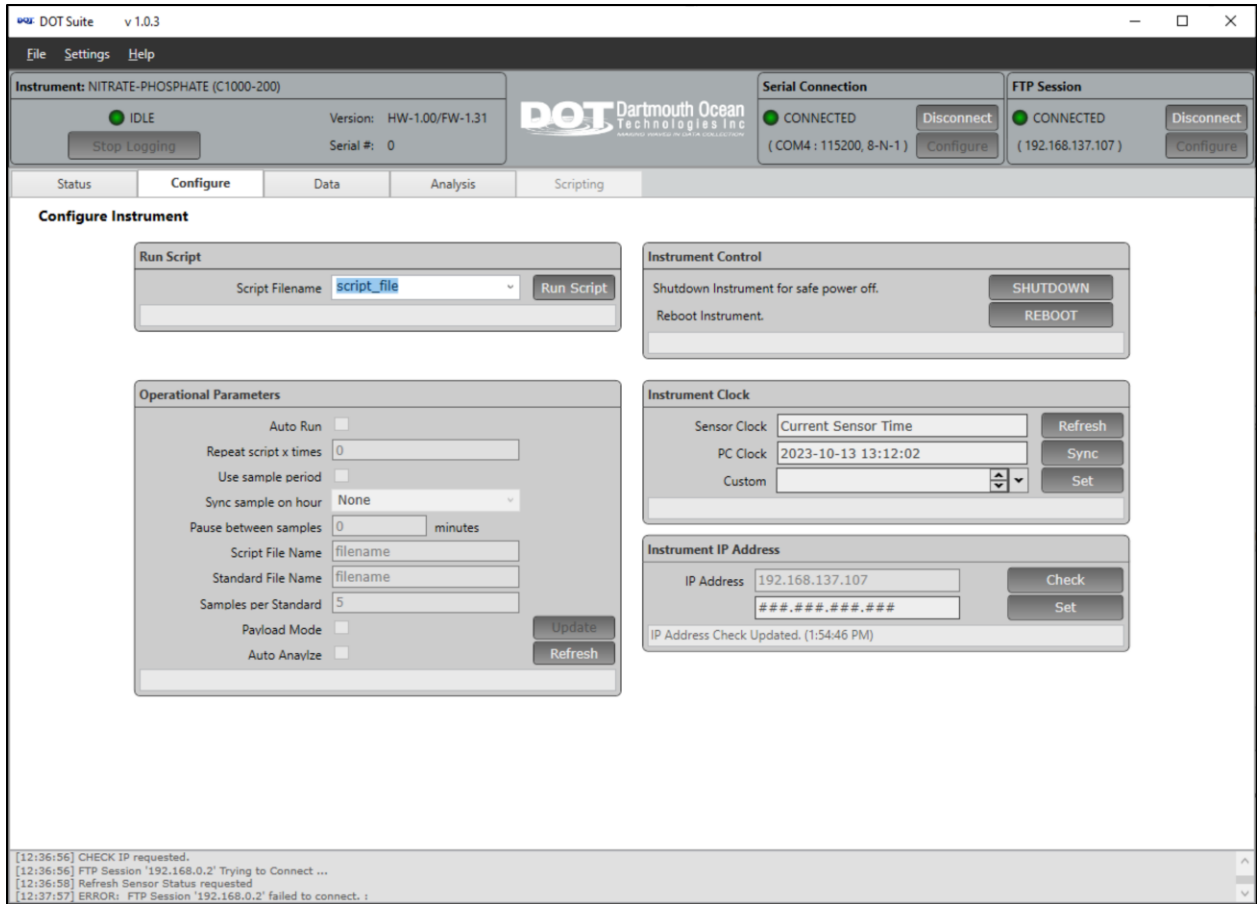 DOT DOT Suite v 1.0.3
File Settings Help
Instrument: NITRATE-PHOSPHATE (C1000-200)
IDLE
Version: HW-1.00/FW-1.31
Stop Logging
Serial #: 0
DOT Dartmouth Ocean
Technologies Inc
Serial Connection
CONNECTED
Disconnect
( COM4 : 115200, 8-N-1 )
Configure
FTP Session
CONNECTED
Disconnect
( 192.168.137.107 )
Configure
Status Configure Data Analysis Scripting
Configure Instrument
Run Script
Script Filename script_file Run Script
Instrument Control
Shutdown Instrument for safe power off. SHUTDOWN
Reboot Instrument. REBOOT
Operational Parameters
Auto Run
Repeat script x times 0
Use sample period
Sync sample on hour None
Pause between samples 0 minutes
Script File Name filename
Standard File Name filename
Samples per Standard 5
Payload Mode Update
Auto Anaylze Refresh
Instrument Clock
Sensor Clock Current Sensor Time Refresh
PC Clock 2023-10-13 13:12:02 Sync
Custom Set
Instrument IP Address
IP Address 192.168.137.107 Check
###.###.###.### Set
IP Address Check Updated. (1:54:46 PM)
[12:36:56] CHECK IP requested.
[12:36:56] FTP Session '192.168.0.2' Trying to Connect ...
[12:36:58] Refresh Sensor Status requested
[12:37:57] ERROR: FTP Session '192.168.0.2' failed to connect. :